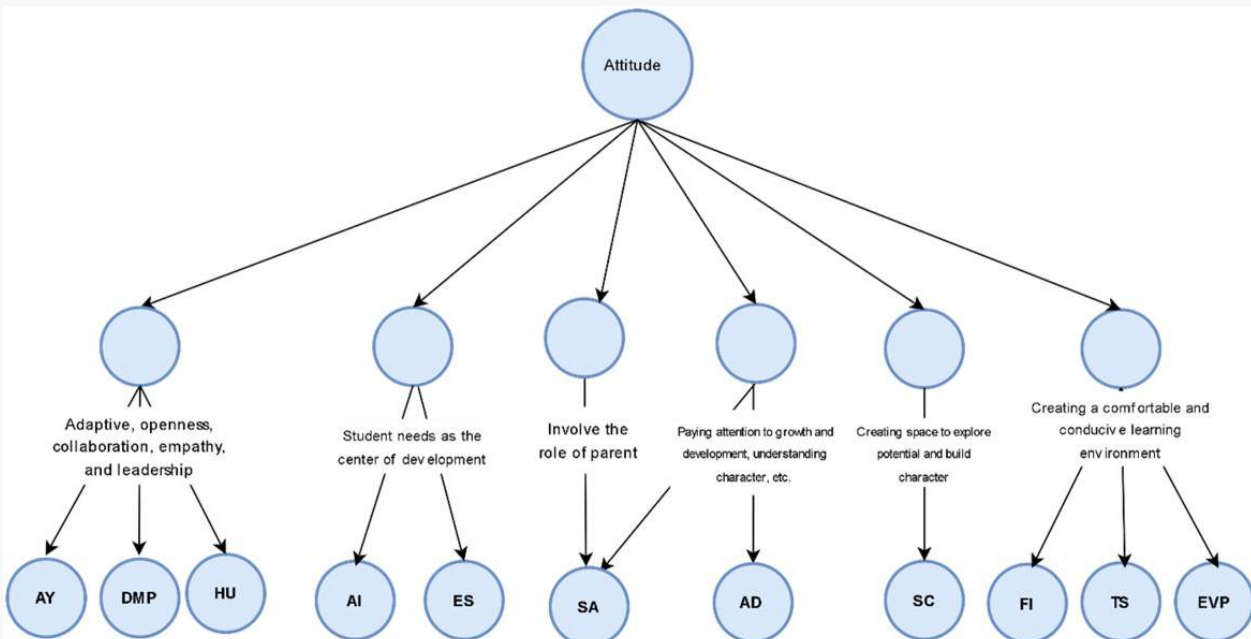 Attitude
Adaptive, openness,
collaboration, empathy,
and leadership
Student needs as the
center of development
Involve the
role of parent
Paying attention to growth and
development, understanding
character, etc.
Creating space to explore
potential and build
character
Creating a comfortable and
conducive learning
environment
AY
DMP
HU
AI
ES
SA
AD
SC
FI
TS
EVP